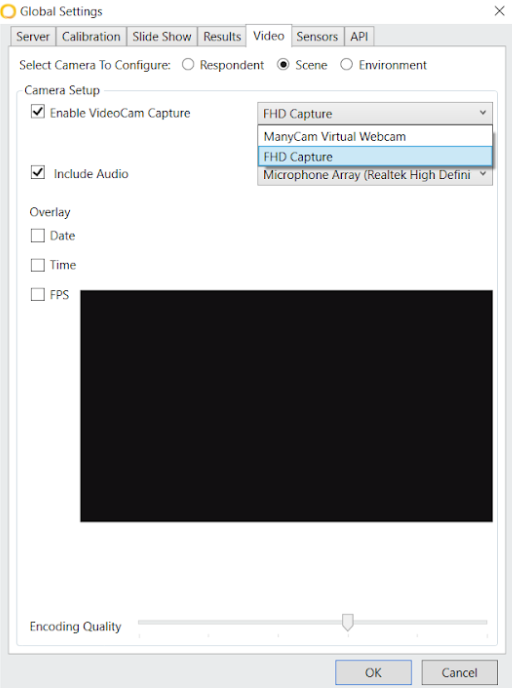 Global Settings
Server Calibration Slide Show Results Video Sensors API
Select Camera To Configure: Respondent Scene Environment
Camera Setup
Enable VideoCam Capture FHD Capture
ManyCam Virtual Webcam
FHD Capture
Include Audio Microphone Array (Realtek High Defini
Overlay
Date
Time
FPS
Encoding Quality
OK Cancel